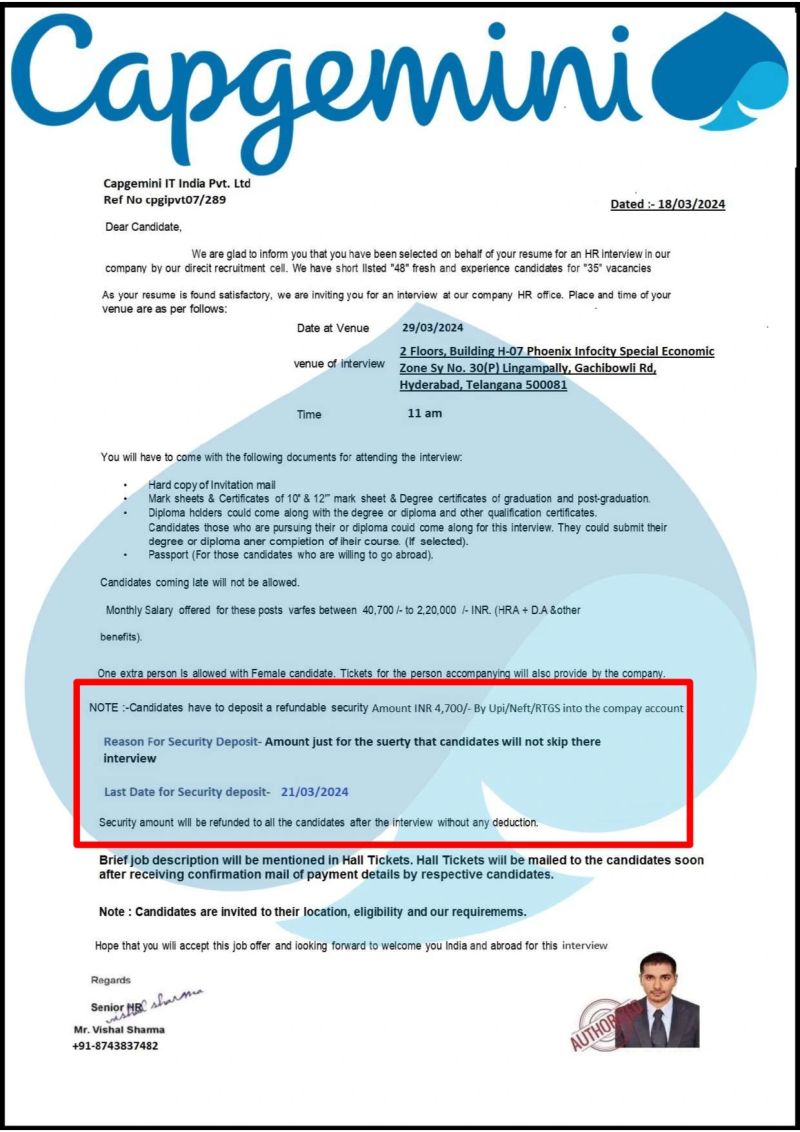 Capgemini
Capgemini IT India Pvt. Ltd
Ref No cpgipvt07/289
Dated :- 18/03/2024
Dear Candidate,
We are glad to inform you that you have been selected on behalf of your resume for an HR interview in our
company by our direcit recruitment cell. We have short listed "48" fresh and experience candidates for "35" vacancies
As your resume is found satisfactory, we are inviting you for an interview at our company HR office. Place and time of your
venue are as per follows:
Date at Venue 29/03/2024
venue of interview
2 Floors, Building H-07 Phoenix Infocity Special Economic
Zone Sy No. 30(P) Lingampally, Gachibowli Rd,
Hyderabad, Telangana 500081
Time 11 am
You will have to come with the following documents for attending the interview:
• Hard copy of Invitation mail
• Mark sheets & Certificates of 10" & 12"" mark sheet & Degree certificates of graduation and post-graduation.
• Diploma holders could come along with the degree or diploma and other qualification certificates.
Candidates those who are pursuing their or diploma could come along for this interview. They could submit their
degree or diploma aner completion of iheir course. (If selected).
• Passport (For those candidates who are willing to go abroad).
Candidates coming late will not be allowed.
Monthly Salary offered for these posts varfes between 40,700 /- to 2,20,000 /- INR. (HRA + D.A &other
benefits).
One extra person Is allowed with Female candidate. Tickets for the person accompanying will also provide by the company.
NOTE :-Candidates have to deposit a refundable security Amount INR 4,700/- By Upi/Neft/RTGS into the compay account
Reason For Security Deposit- Amount just for the suerty that candidates will not skip there
interview
Last Date for Security deposit- 21/03/2024
Security amount will be refunded to all the candidates after the interview without any deduction.
Brief job description will be mentioned in Hall Tickets. Hall Tickets will be mailed to the candidates soon
after receiving confirmation mail of payment details by respective candidates.
Note : Candidates are invited to their location, eligibility and our requiremems.
Hope that you will accept this job offer and looking forward to welcome you India and abroad for this interview
Regards
Senior HR
vishal sharma
Mr. Vishal Sharma
+91-8743837482
AUTHORI